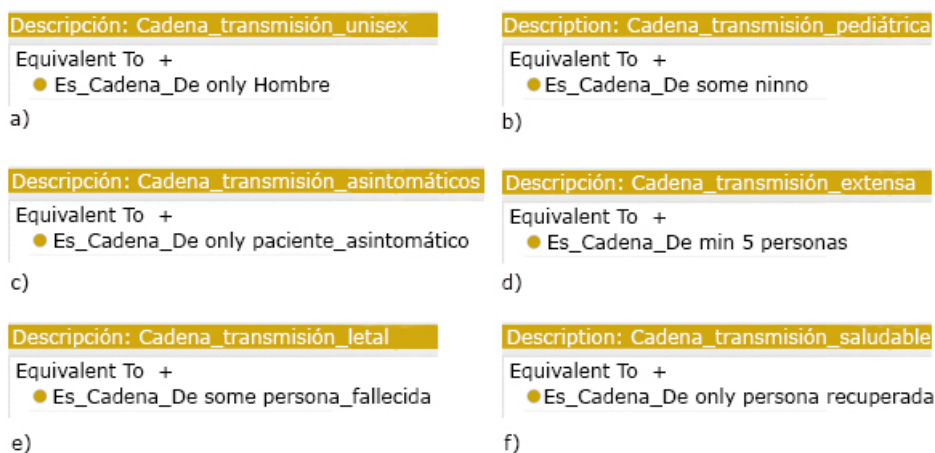 Descripción: Cadena_transmisión_unisex
Equivalent To +
Es_Cadena_De only Hombre
a)
Description: Cadena_transmisión_pediátrica
Equivalent To +
Es_Cadena_De some ninno
b)
Descripción: Cadena_transmisión_asintomáticos
Equivalent To +
Es_Cadena_De only paciente_asintomático
c)
Descripción: Cadena_transmisión_extensa
Equivalent To +
Es_Cadena_De min 5 personas
d)
Descripción: Cadena_transmisión_letal
Equivalent To +
Es_Cadena_De some persona_fallecida
e)
Description: Cadena_transmisión_saludable
Equivalent To +
Es_Cadena_De only persona recuperada
f)